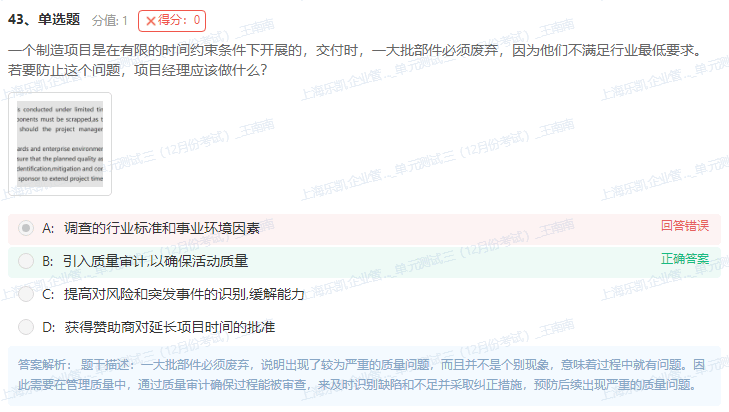 43、单选题 分值: 1 ✕得分：0
一个制造项目是在有限的时间约束条件下开展的，交付时，一大批部件必须废弃，因为他们不满足行业最低要求。
若要防止这个问题，项目经理应该做什么？
s conducted under limited tir
ponents must be scrapped,as t
should the project manager
ards and enterprise environmer
sure that the planned quality ar
dentification,mitigation and cor
sponsor to extend project time
A: 调查的行业标准和事业环境因素 回答错误
B: 引入质量审计,以确保活动质量 正确答案
C: 提高对风险和突发事件的识别,缓解能力
D: 获得赞助商对延长项目时间的批准
答案解析： 题干描述：一大批部件必须废弃，说明出现了较为严重的质量问题，而且并不是个别现象，意味着过程中就有问题。因
此需要在管理质量中，通过质量审计确保过程能被审查，来及时识别缺陷和不足并采取纠正措施，预防后续出现严重的质量问题。
上海乐凯企业管._单元测试三（12月份考试）_王南南